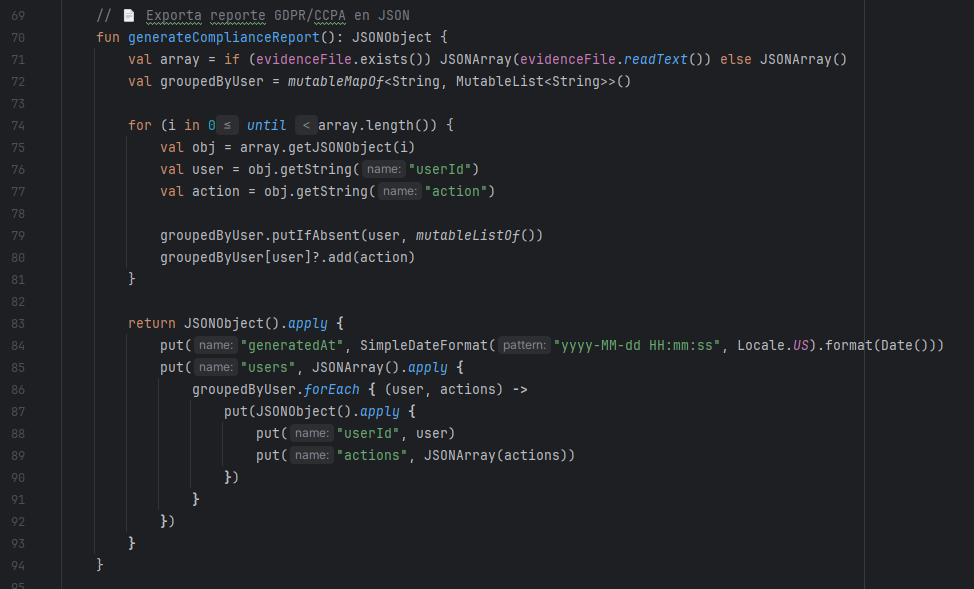 69 // 📄 Exporta reporte GDPR/CCPA en JSON
70 fun generateComplianceReport(): JSONObject {
71 val array = if (evidenceFile.exists()) JSONArray(evidenceFile.readText()) else JSONArray()
72 val groupedByUser = mutableMapOf<String, MutableList<String>>()
73
74 for (i in 0 ≤ until < array.length()) {
75 val obj = array.getJSONObject(i)
76 val user = obj.getString( name: "userId")
77 val action = obj.getString( name: "action")
78
79 groupedByUser.putIfAbsent(user, mutableListOf())
80 groupedByUser[user]?.add(action)
81 }
82
83 return JSONObject().apply {
84 put( name: "generatedAt", SimpleDateFormat( pattern: "yyyy-MM-dd HH:mm:ss", Locale.US).format(Date()))
85 put( name: "users", JSONArray().apply {
86 groupedByUser.forEach { (user, actions) ->
87 put(JSONObject().apply {
88 put( name: "userId", user)
89 put( name: "actions", JSONArray(actions))
90 })
91 }
92 })
93 }
94 }
95